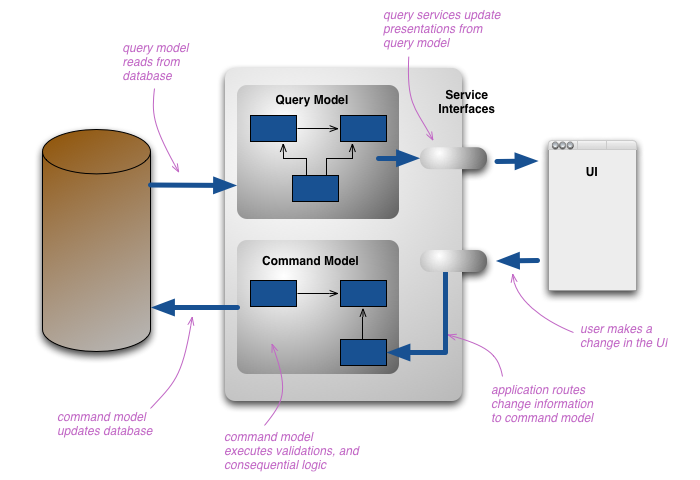 query services update
presentations from
query model
query model
reads from
database
Service
Interfaces
Query Model
UI
Command Model
user makes a
change in the UI
application routes
change information
to command model
command model
updates database
command model
executes validations, and
consequential logic